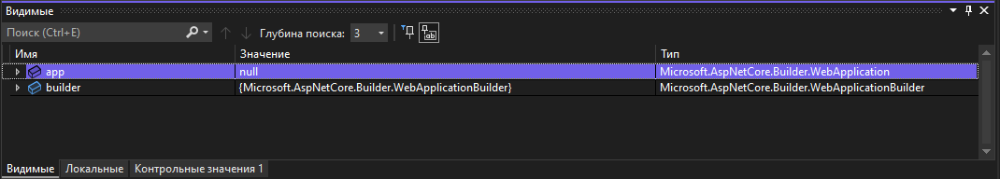 Видимые
Поиск (Ctrl+E) Глубина поиска: 3
Имя Значение Тип
app null Microsoft.AspNetCore.Builder.WebApplication
builder {Microsoft.AspNetCore.Builder.WebApplicationBuilder} Microsoft.AspNetCore.Builder.WebApplicationBuilder
Видимые Локальные Контрольные значения 1